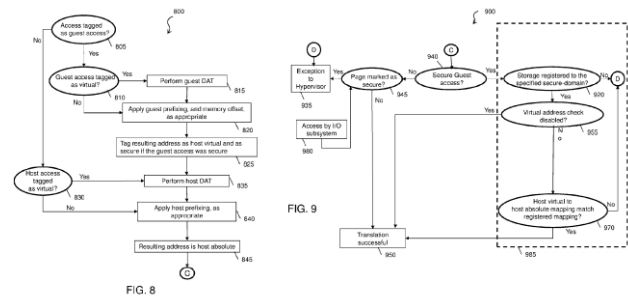 800
Access tagged
as guest access?
805
No
Yes
Guest access tagged
as virtual?
810
Yes
No
Perform guest DAT
815
Apply guest prefixing, and memory offset,
as appropriate
820
Tag resulting address as host virtual and as
secure if the guest access was secure
825
Host access
tagged
as virtual?
830
Yes
No
Perform host DAT
835
Apply host prefixing, as
appropriate
840
Resulting address is host absolute
845
C
FIG. 8
900
D
C
Exception
to
Hypervisor
935
Yes
Page marked as
secure?
945
No
No
940
Secure Guest
access?
Yes
Storage registered to the
specified secure-domain?
920
No
D
Yes
Access by I/O
subsystem
980
Yes
Virtual address check
disabled?
955
N
o
Host virtual to
host absolute mapping match
registered mapping?
970
No
Yes
Translation
successful
950
985
FIG. 9